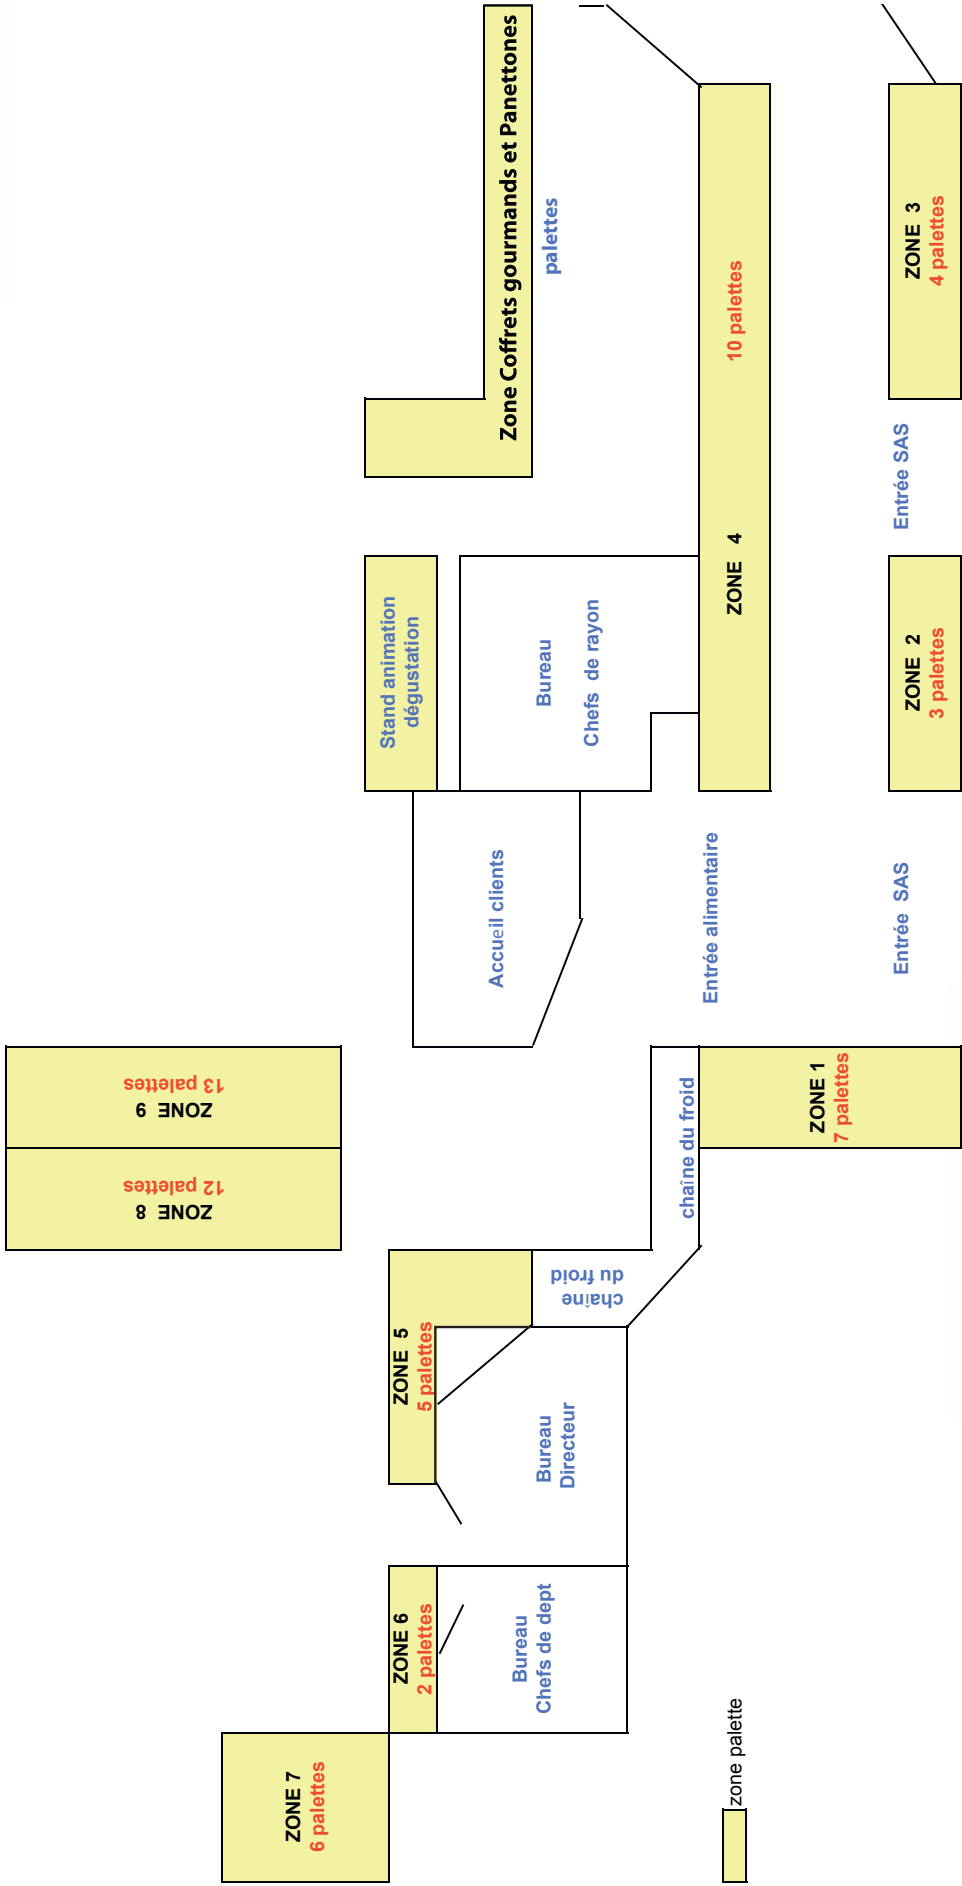 Zone Coffrets gourmands et Panettones
palettes
ZONE 3
4 palettes
10 palettes
ZONE 4
Entrée SAS
ZONE 2
3 palettes
Stand animation
dégustation
Bureau
Chefs de rayon
Accueil clients
Entrée alimentaire
Entrée SAS
ZONE 9
13 palettes
ZONE 8
12 palettes
ZONE 1
7 palettes
chaîne du froid
chaîne
du froid
ZONE 5
5 palettes
Bureau
Directeur
ZONE 6
2 palettes
Bureau
Chefs de dept
ZONE 7
6 palettes
zone palette